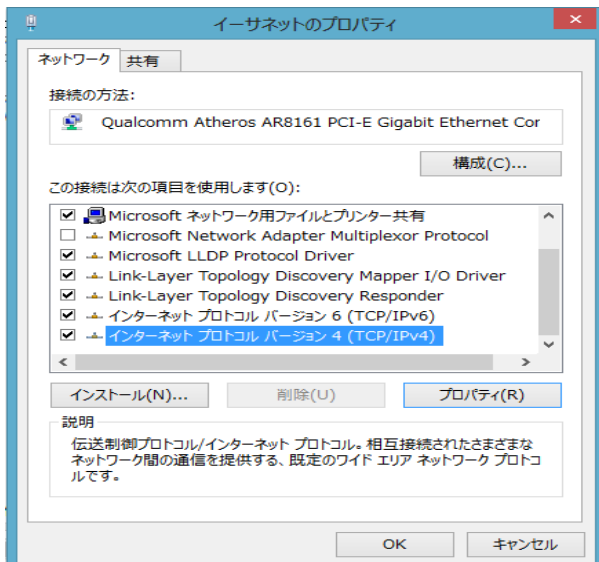 イーサネットのプロパティ
ネットワーク 共有
接続の方法:
Qualcomm Atheros AR8161 PCI-E Gigabit Ethernet Cor
構成(C)...
この接続は次の項目を使用します(O):
Microsoft ネットワーク用ファイルとプリンター共有
Microsoft Network Adapter Multiplexor Protocol
Microsoft LLDP Protocol Driver
Link-Layer Topology Discovery Mapper I/O Driver
Link-Layer Topology Discovery Responder
インターネット プロトコル バージョン 6 (TCP/IPv6)
インターネット プロトコル バージョン 4 (TCP/IPv4)
インストール(N)... 削除(U) プロパティ(R)
説明
伝送制御プロトコル/インターネット プロトコル。相互接続されたさまざまな
ネットワーク間の通信を提供する、既定のワイド エリア ネットワーク プロトコ
ルです。
OK キャンセル